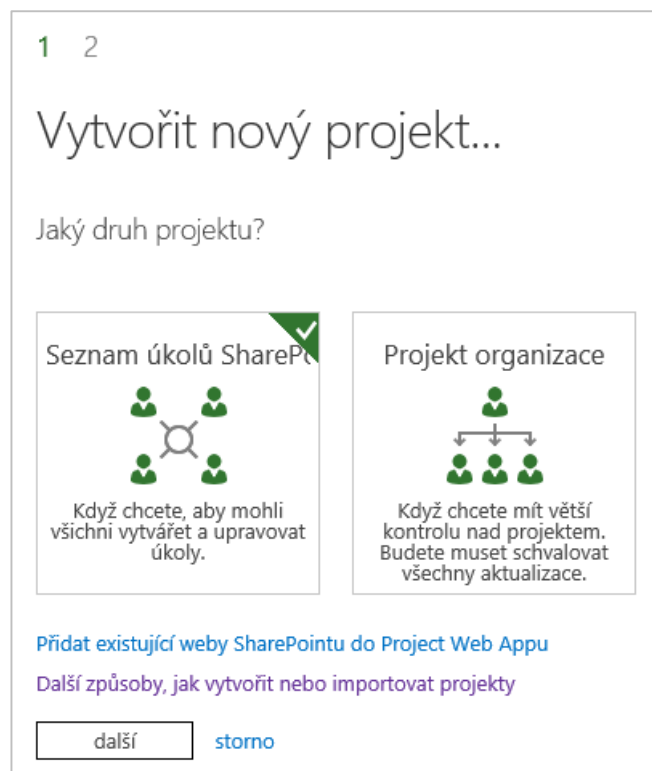 1 2
Vytvořit nový projekt...
Jaký druh projektu?
Seznam úkolů SharePo
Když chcete, aby mohli
všichni vytvářet a upravovat
úkoly.
Projekt organizace
Když chcete mít větší
kontrolu nad projektem.
Budete muset schvalovat
všechny aktualizace.
Přidat existující weby SharePointu do Project Web Appu
Další způsoby, jak vytvořit nebo importovat projekty
další storno